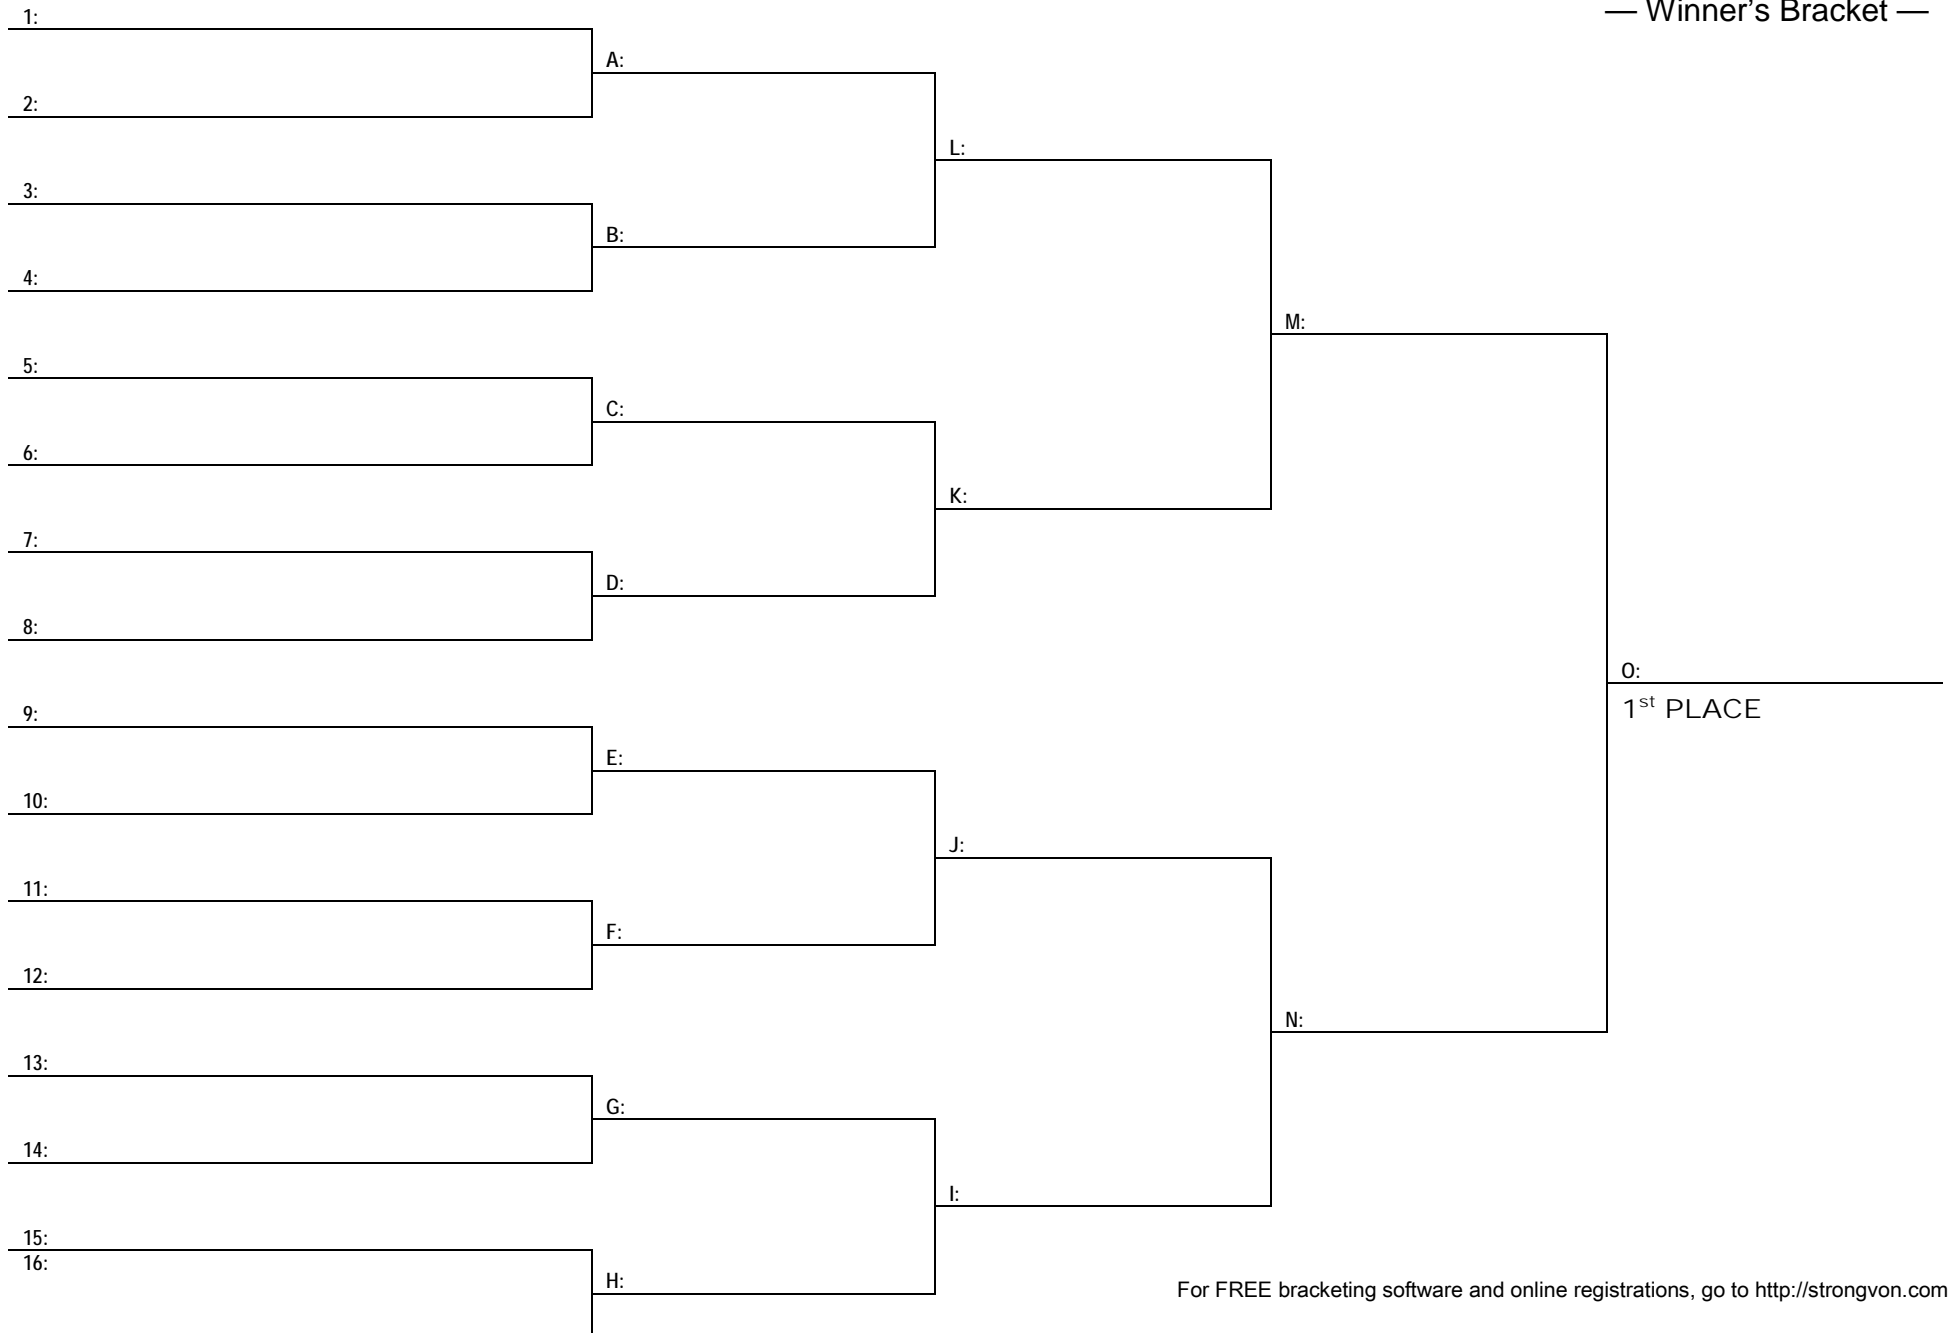 — Winner's Bracket —
1:
A:
2:
L:
3:
B:
4:
M:
5:
C:
6:
K:
7:
D:
8:
O:
1st PLACE
9:
E:
10:
J:
11:
F:
12:
N:
13:
G:
14:
I:
15:
16:
H:
For FREE bracketing software and online registrations, go to http://strongvon.com